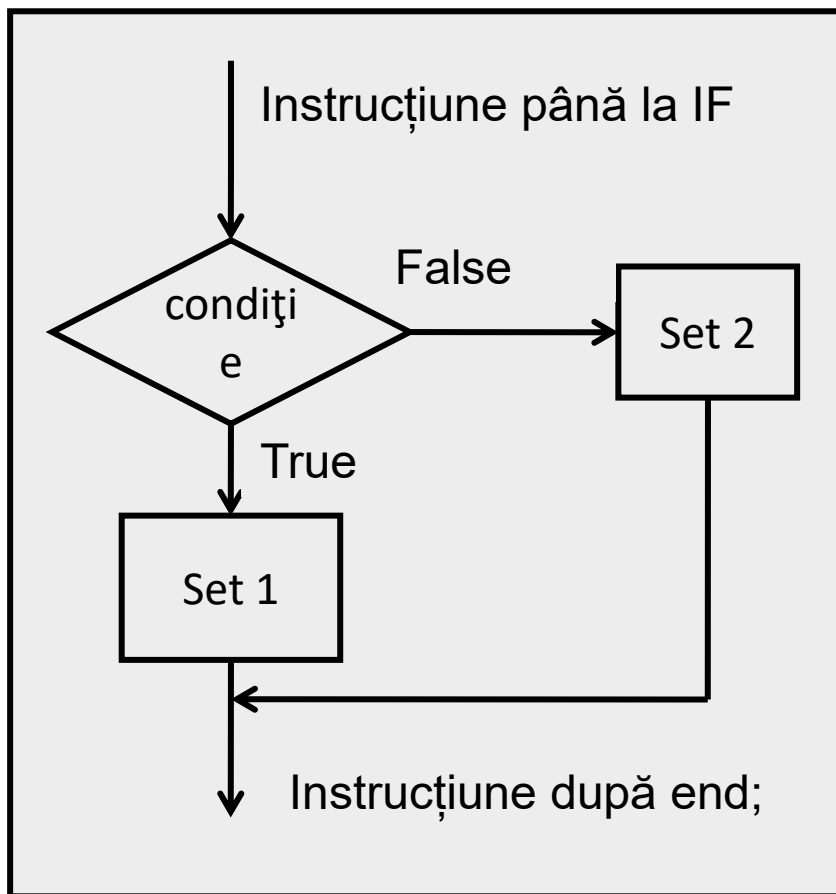 Instrucțiune până la IF
False
condiţi
e
Set 2
True
Set 1
Instrucțiune după end;